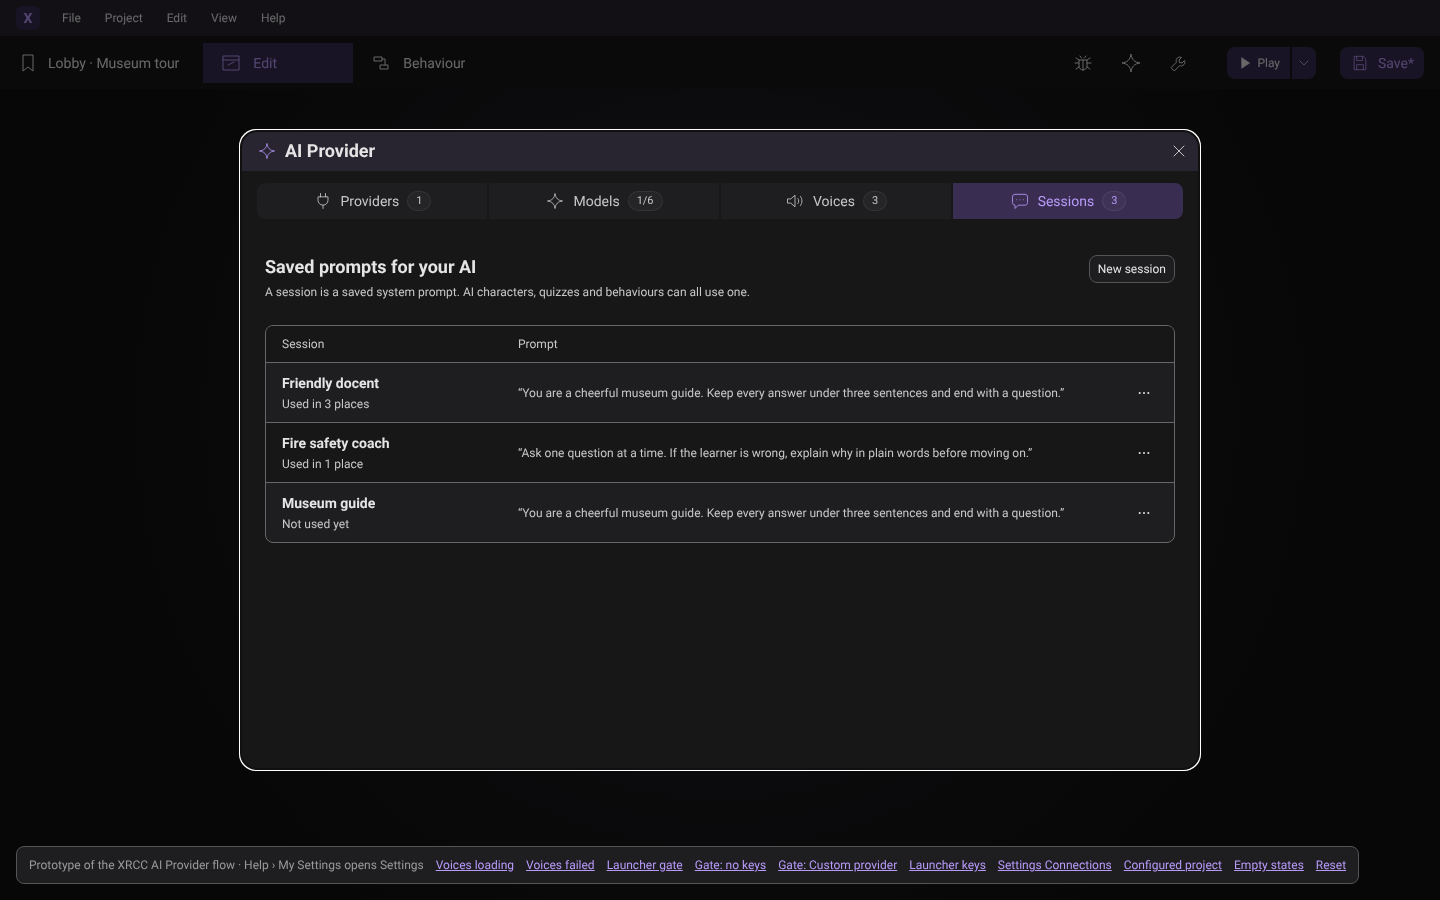 X File Project Edit View Help
Lobby · Museum tour Edit Behaviour Play Save*
AI Provider
Providers 1 Models 1/6 Voices 3 Sessions 3
Saved prompts for your AI
New session
A session is a saved system prompt. AI characters, quizzes and behaviours can all use one.
Session Prompt
Friendly docent
Used in 3 places
“You are a cheerful museum guide. Keep every answer under three sentences and end with a question.”
Fire safety coach
Used in 1 place
“Ask one question at a time. If the learner is wrong, explain why in plain words before moving on.”
Museum guide
Not used yet
“You are a cheerful museum guide. Keep every answer under three sentences and end with a question.”
Prototype of the XRCC AI Provider flow · Help › My Settings opens Settings Voices loading Voices failed Launcher gate Gate: no keys Gate: Custom provider Launcher keys Settings Connections Configured project Empty states Reset